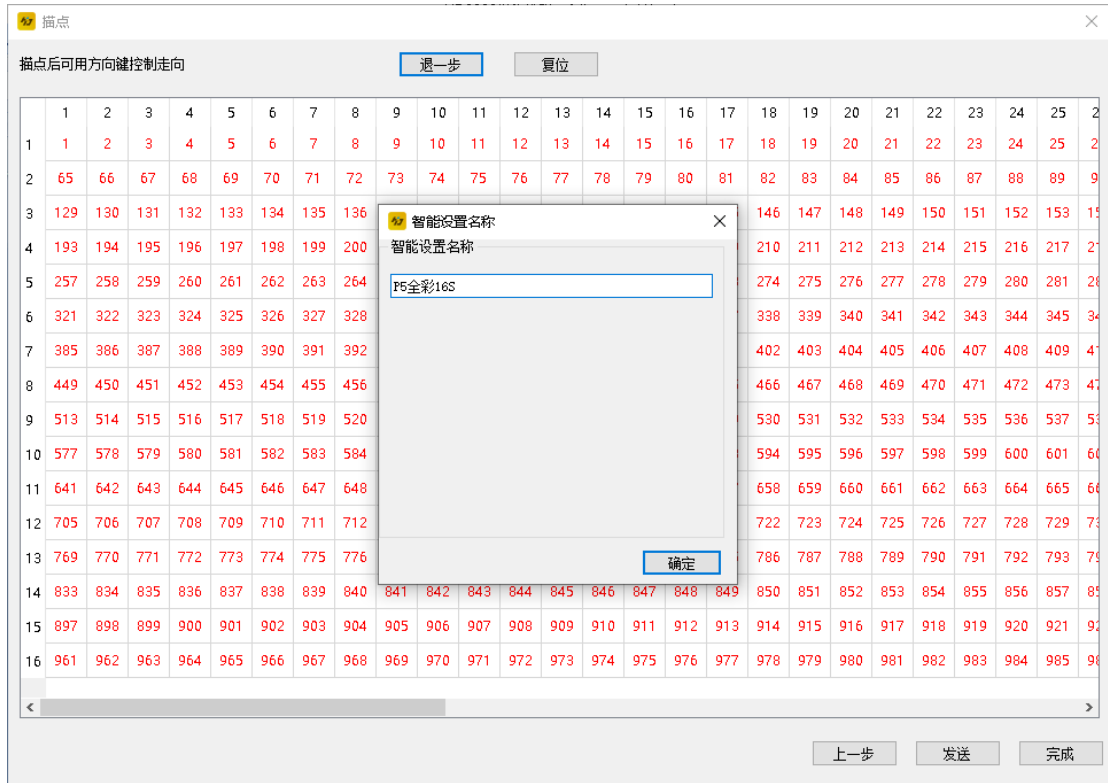 描点
描点后可用方向键控制走向 退一步 复位
1 2 3 4 5 6 7 8 9 10 11 12 13 14 15 16 17 18 19 20 21 22 23 24 25
1 1 2 3 4 5 6 7 8 9 10 11 12 13 14 15 16 17 18 19 20 21 22 23 24 25
2 65 66 67 68 69 70 71 72 73 74 75 76 77 78 79 80 81 82 83 84 85 86 87 88 89
3 129 130 131 132 133 134 135 136 146 147 148 149 150 151 152 153
4 193 194 195 196 197 198 199 200 210 211 212 213 214 215 216 217
5 257 258 259 260 261 262 263 264 274 275 276 277 278 279 280 281
6 321 322 323 324 325 326 327 328 338 339 340 341 342 343 344 345
7 385 386 387 388 389 390 391 392 402 403 404 405 406 407 408 409
8 449 450 451 452 453 454 455 456 466 467 468 469 470 471 472 473
9 513 514 515 516 517 518 519 520 530 531 532 533 534 535 536 537
10 577 578 579 580 581 582 583 584 594 595 596 597 598 599 600 601
11 641 642 643 644 645 646 647 648 658 659 660 661 662 663 664 665
12 705 706 707 708 709 710 711 712 722 723 724 725 726 727 728 729
13 769 770 771 772 773 774 775 776 786 787 788 789 790 791 792 793
14 833 834 835 836 837 838 839 840 841 842 843 844 845 846 847 848 849 850 851 852 853 854 855 856 857
15 897 898 899 900 901 902 903 904 905 906 907 908 909 910 911 912 913 914 915 916 917 918 919 920 921
16 961 962 963 964 965 966 967 968 969 970 971 972 973 974 975 976 977 978 979 980 981 982 983 984 985
智能设置名称
智能设置名称
P5全彩16S
确定
上一步 发送 完成